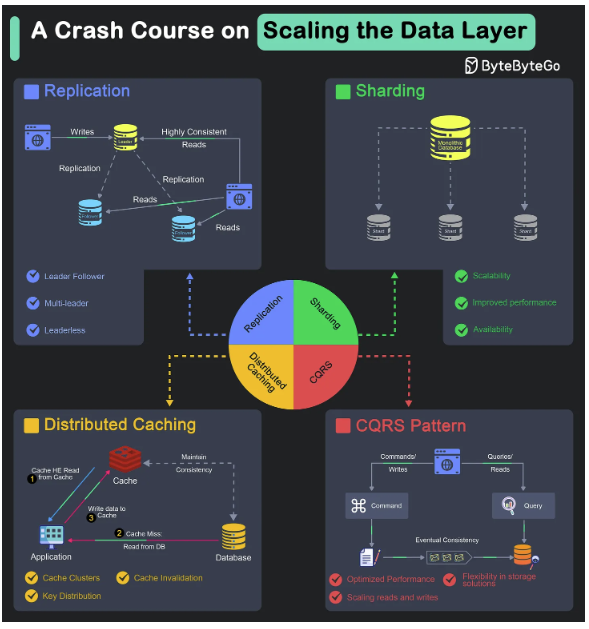 A Crash Course on Scaling the Data Layer
ByteByteGo
Replication
Writes
Leader
Highly Consistent
Reads
Replication
Replication
Reads
Follower
Follower
Reads
Leader Follower
Multi-leader
Leaderless
Sharding
Monolithic
Database
Shard
Shard
Shard
Scalability
Improved performance
Availability
Replication
Sharding
Distributed
Caching
CQRS
Distributed Caching
Cache HE Read
from Cache
1
Cache
Maintain
Consistency
Write data to
3 Cache
2 Cache Miss:
Read from DB
Application
Database
Cache Clusters
Cache Invalidation
Key Distribution
CQRS Pattern
Commands/
Writes
Queries/
Reads
Command
Query
Eventual Consistency
Optimized Performance
Flexibility in storage
solutions
Scaling reads and writes